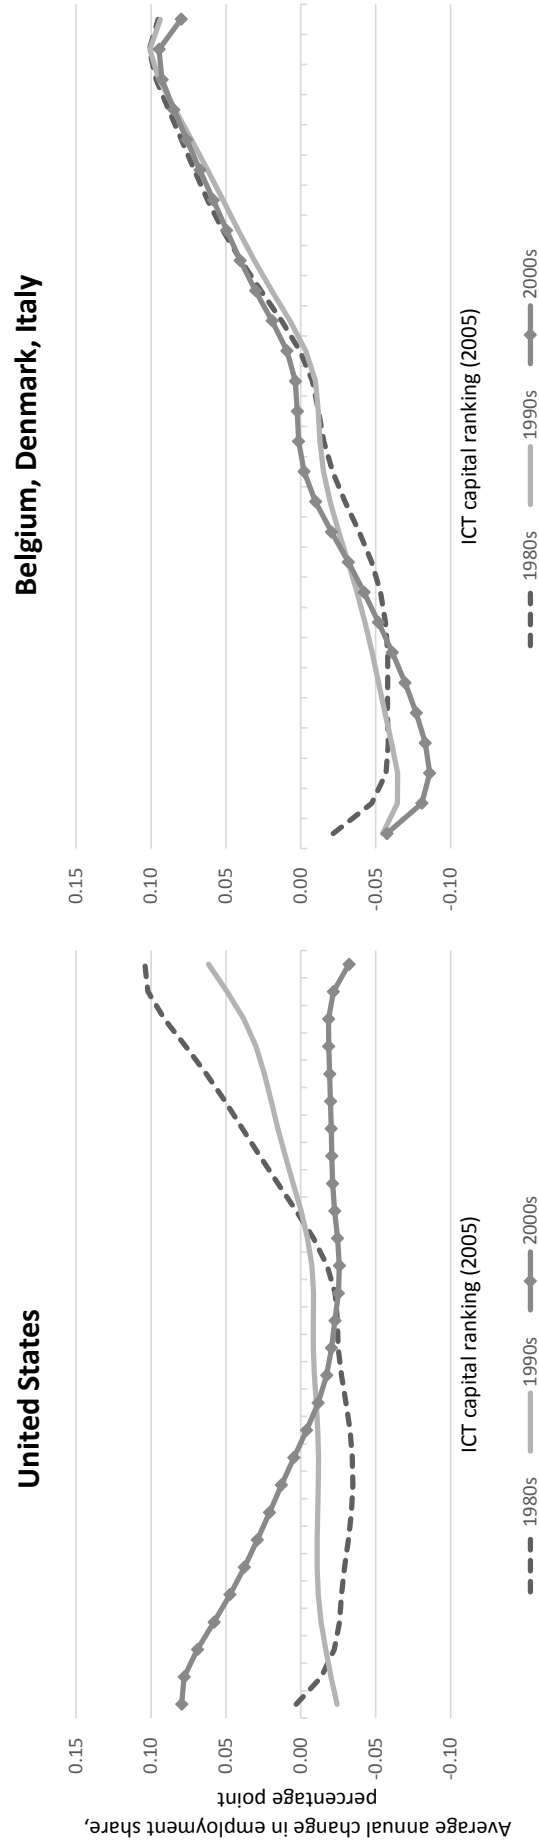 United States
Average annual change in employment share,
percentage point
0.15
0.10
0.05
0.00
-0.05
-0.10
ICT capital ranking (2005)
1980s
1990s
2000s
Belgium, Denmark, Italy
0.15
0.10
0.05
0.00
-0.05
-0.10
ICT capital ranking (2005)
1980s
1990s
2000s